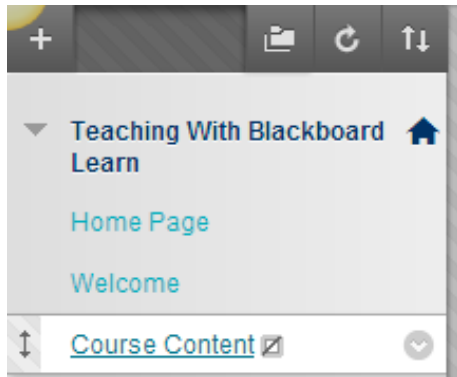 Teaching With Blackboard
Learn
Home Page
Welcome
Course Content